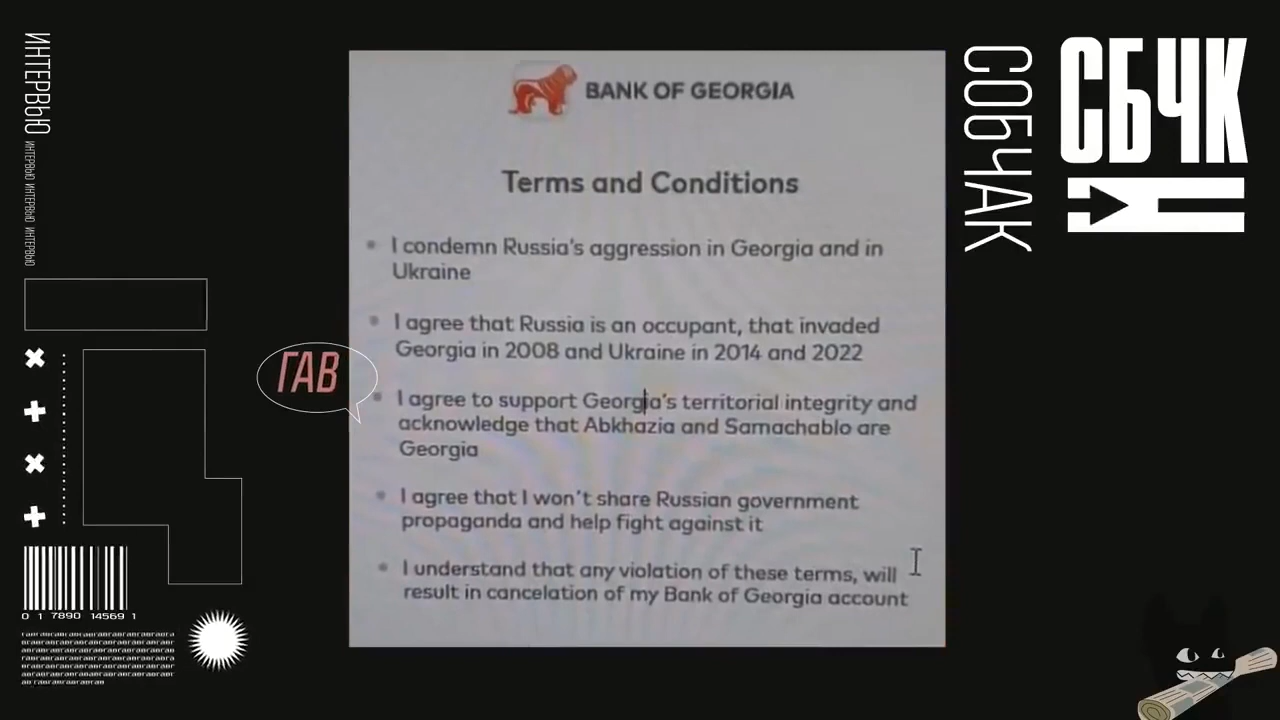 ИНТЕРВЬЮ
ИНТЕРВЬЮ ИНТЕРВЬЮ ИНТЕРВЬЮ
ГАВ
0 1 7890 14569 1
BANK OF GEORGIA
Terms and Conditions
I condemn Russia's aggression in Georgia and in
Ukraine
I agree that Russia is an occupant, that invaded
Georgia in 2008 and Ukraine in 2014 and 2022
I agree to support Georgia's territorial integrity and
acknowledge that Abkhazia and Samachablo are
Georgia
I agree that I won't share Russian government
propaganda and help fight against it
I understand that any violation of these terms, will
result in cancelation of my Bank of Georgia account
СОБЧАК
СБЧК